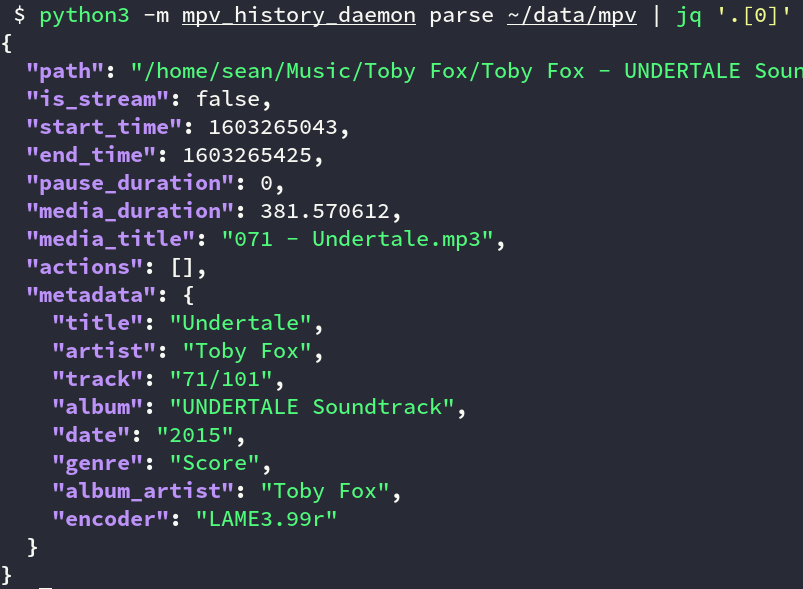 $ python3 -m mpv_history_daemon parse ~/data/mpv | jq '.[0]'
{
  "path": "/home/sean/Music/Toby Fox/Toby Fox - UNDERTALE Soun
  "is_stream": false,
  "start_time": 1603265043,
  "end_time": 1603265425,
  "pause_duration": 0,
  "media_duration": 381.570612,
  "media_title": "071 - Undertale.mp3",
  "actions": [],
  "metadata": {
    "title": "Undertale",
    "artist": "Toby Fox",
    "track": "71/101",
    "album": "UNDERTALE Soundtrack",
    "date": "2015",
    "genre": "Score",
    "album_artist": "Toby Fox",
    "encoder": "LAME3.99r"
  }
}